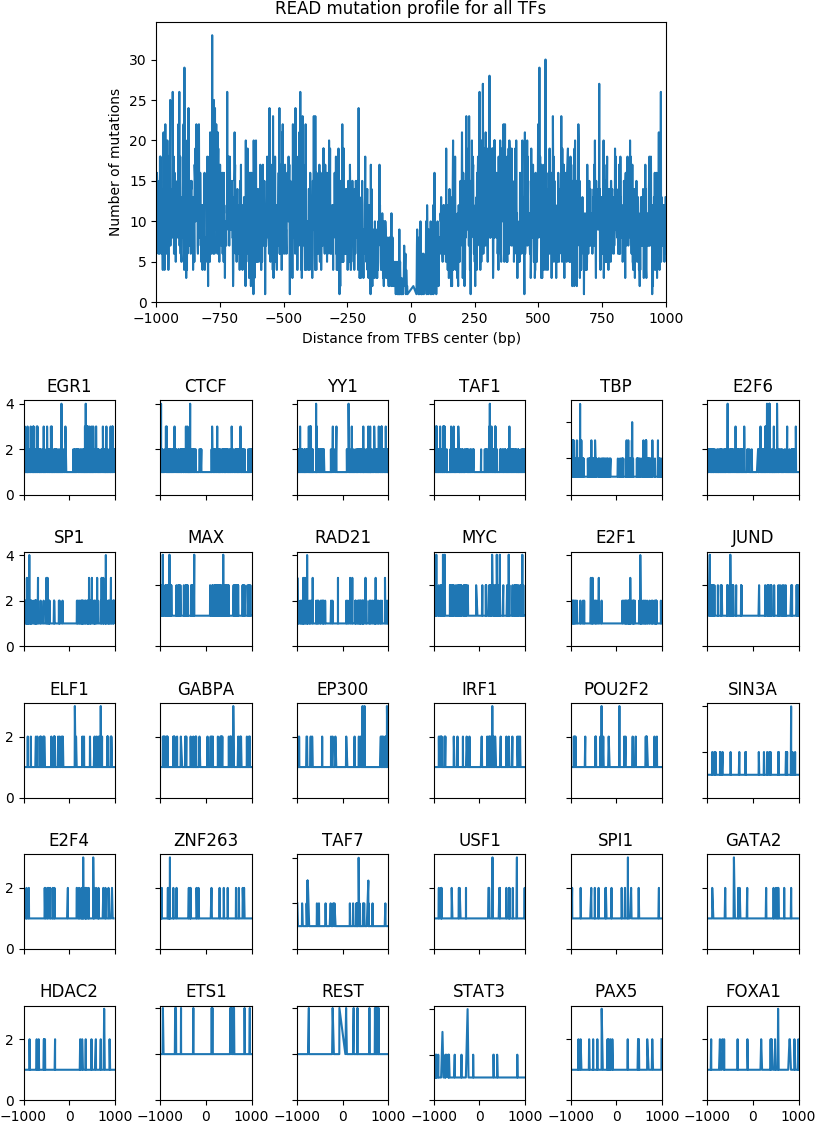 READ mutation profile for all TFs
30
25
20
15
10
5
0
Number of mutations
−1000 −750 −500 −250 0 250 500 750 1000
Distance from TFBS center (bp)
EGR1 CTCF YY1 TAF1 TBP E2F6
4
2
0
SP1 MAX RAD21 MYC E2F1 JUND
4
2
0
ELF1 GABPA EP300 IRF1 POU2F2 SIN3A
2
0
E2F4 ZNF263 TAF7 USF1 SPI1 GATA2
2
0
HDAC2 ETS1 REST STAT3 PAX5 FOXA1
2
0
−1000 0 1000 −1000 0 1000 −1000 0 1000 −1000 0 1000 −1000 0 1000 −1000 0 1000